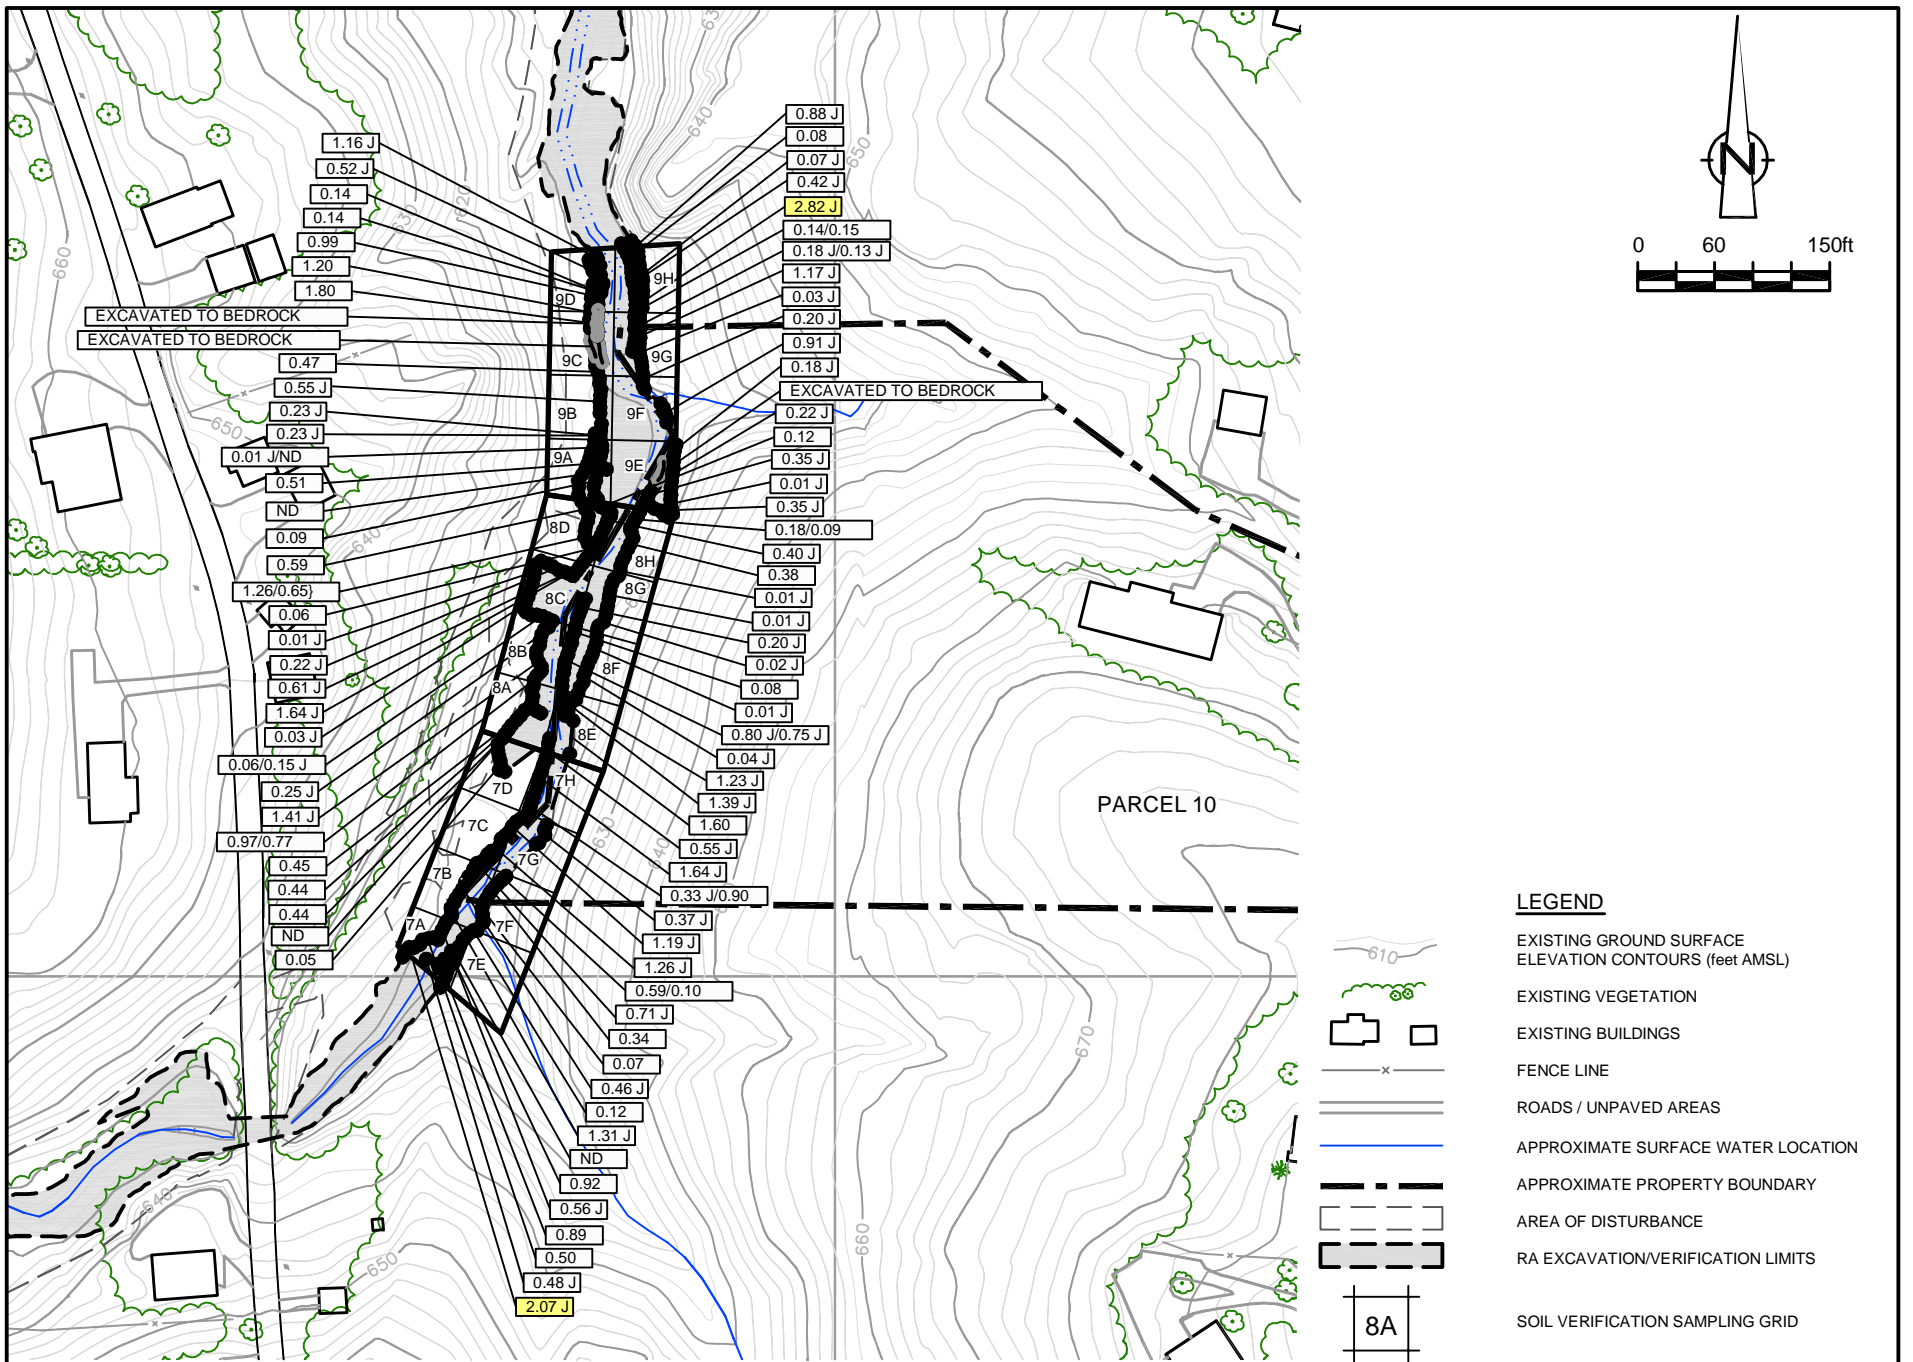 1.16 J
0.52 J
0.14
0.14
0.99
1.20
1.80
EXCAVATED TO BEDROCK
EXCAVATED TO BEDROCK
0.47
0.55 J
0.23 J
0.23 J
0.01 J/ND
0.51
ND
0.09
0.59
1.26/0.65}
0.06
0.01 J
0.22 J
0.61 J
1.64 J
0.03 J
0.06/0.15 J
0.25 J
1.41 J
0.97/0.77
0.45
0.44
0.44
ND
0.05
0.88 J
0.08
0.07 J
0.42 J
2.82 J
0.14/0.15
0.18 J/0.13 J
1.17 J
0.03 J
0.20 J
0.91 J
0.18 J
EXCAVATED TO BEDROCK
0.22 J
0.12
0.35 J
0.01 J
0.35 J
0.18/0.09
0.40 J
0.38
0.01 J
0.01 J
0.20 J
0.02 J
0.08
0.01 J
0.80 J/0.75 J
0.04 J
1.23 J
1.39 J
1.60
0.55 J
1.64 J
0.33 J/0.90
0.37 J
1.19 J
1.26 J
0.59/0.10
0.71 J
0.34
0.07
0.46 J
0.12
1.31 J
ND
0.92
0.56 J
0.89
0.50
0.48 J
2.07 J
9D
9H
9C
9G
9B
9F
9A
9E
8D
8H
8C
8G
8B
8F
8A
8E
7D
7H
7C
7G
7B
7F
7A
7E
660
630
620
640
650
650
640
630
640
660
670
640
650
PARCEL 10
N
0 60 150ft
LEGEND
610
EXISTING GROUND SURFACE
ELEVATION CONTOURS (feet AMSL)
EXISTING VEGETATION
EXISTING BUILDINGS
FENCE LINE
ROADS / UNPAVED AREAS
APPROXIMATE SURFACE WATER LOCATION
APPROXIMATE PROPERTY BOUNDARY
AREA OF DISTURBANCE
RA EXCAVATION/VERIFICATION LIMITS
8A
SOIL VERIFICATION SAMPLING GRID